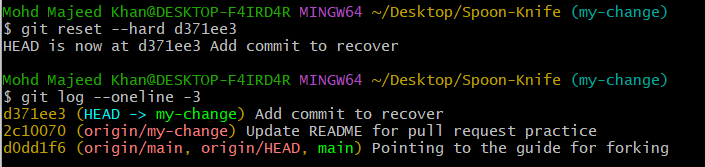 Mohd Majeed Khan@DESKTOP-F4IRD4R MINGW64 ~/Desktop/Spoon-Knife (my-change)
$ git reset --hard d371ee3
HEAD is now at d371ee3 Add commit to recover
Mohd Majeed Khan@DESKTOP-F4IRD4R MINGW64 ~/Desktop/Spoon-Knife (my-change)
$ git log --oneline -3
d371ee3 (HEAD -> my-change) Add commit to recover
2c10070 (origin/my-change) Update README for pull request practice
d0dd1f6 (origin/main, origin/HEAD, main) Pointing to the guide for forking